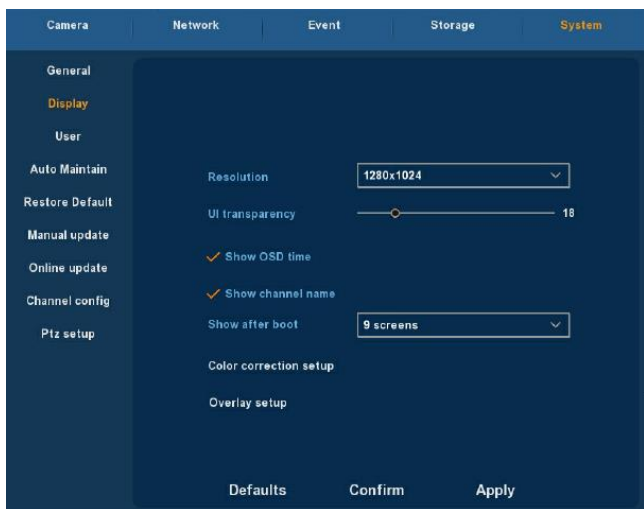 Camera Network Event Storage System
General
Display
User
Auto Maintain
Restore Default
Manual update
Online update
Channel config
Ptz setup
Resolution 1280x1024
UI transparency 18
Show OSD time
Show channel name
Show after boot 9 screens
Color correction setup
Overlay setup
Defaults Confirm Apply